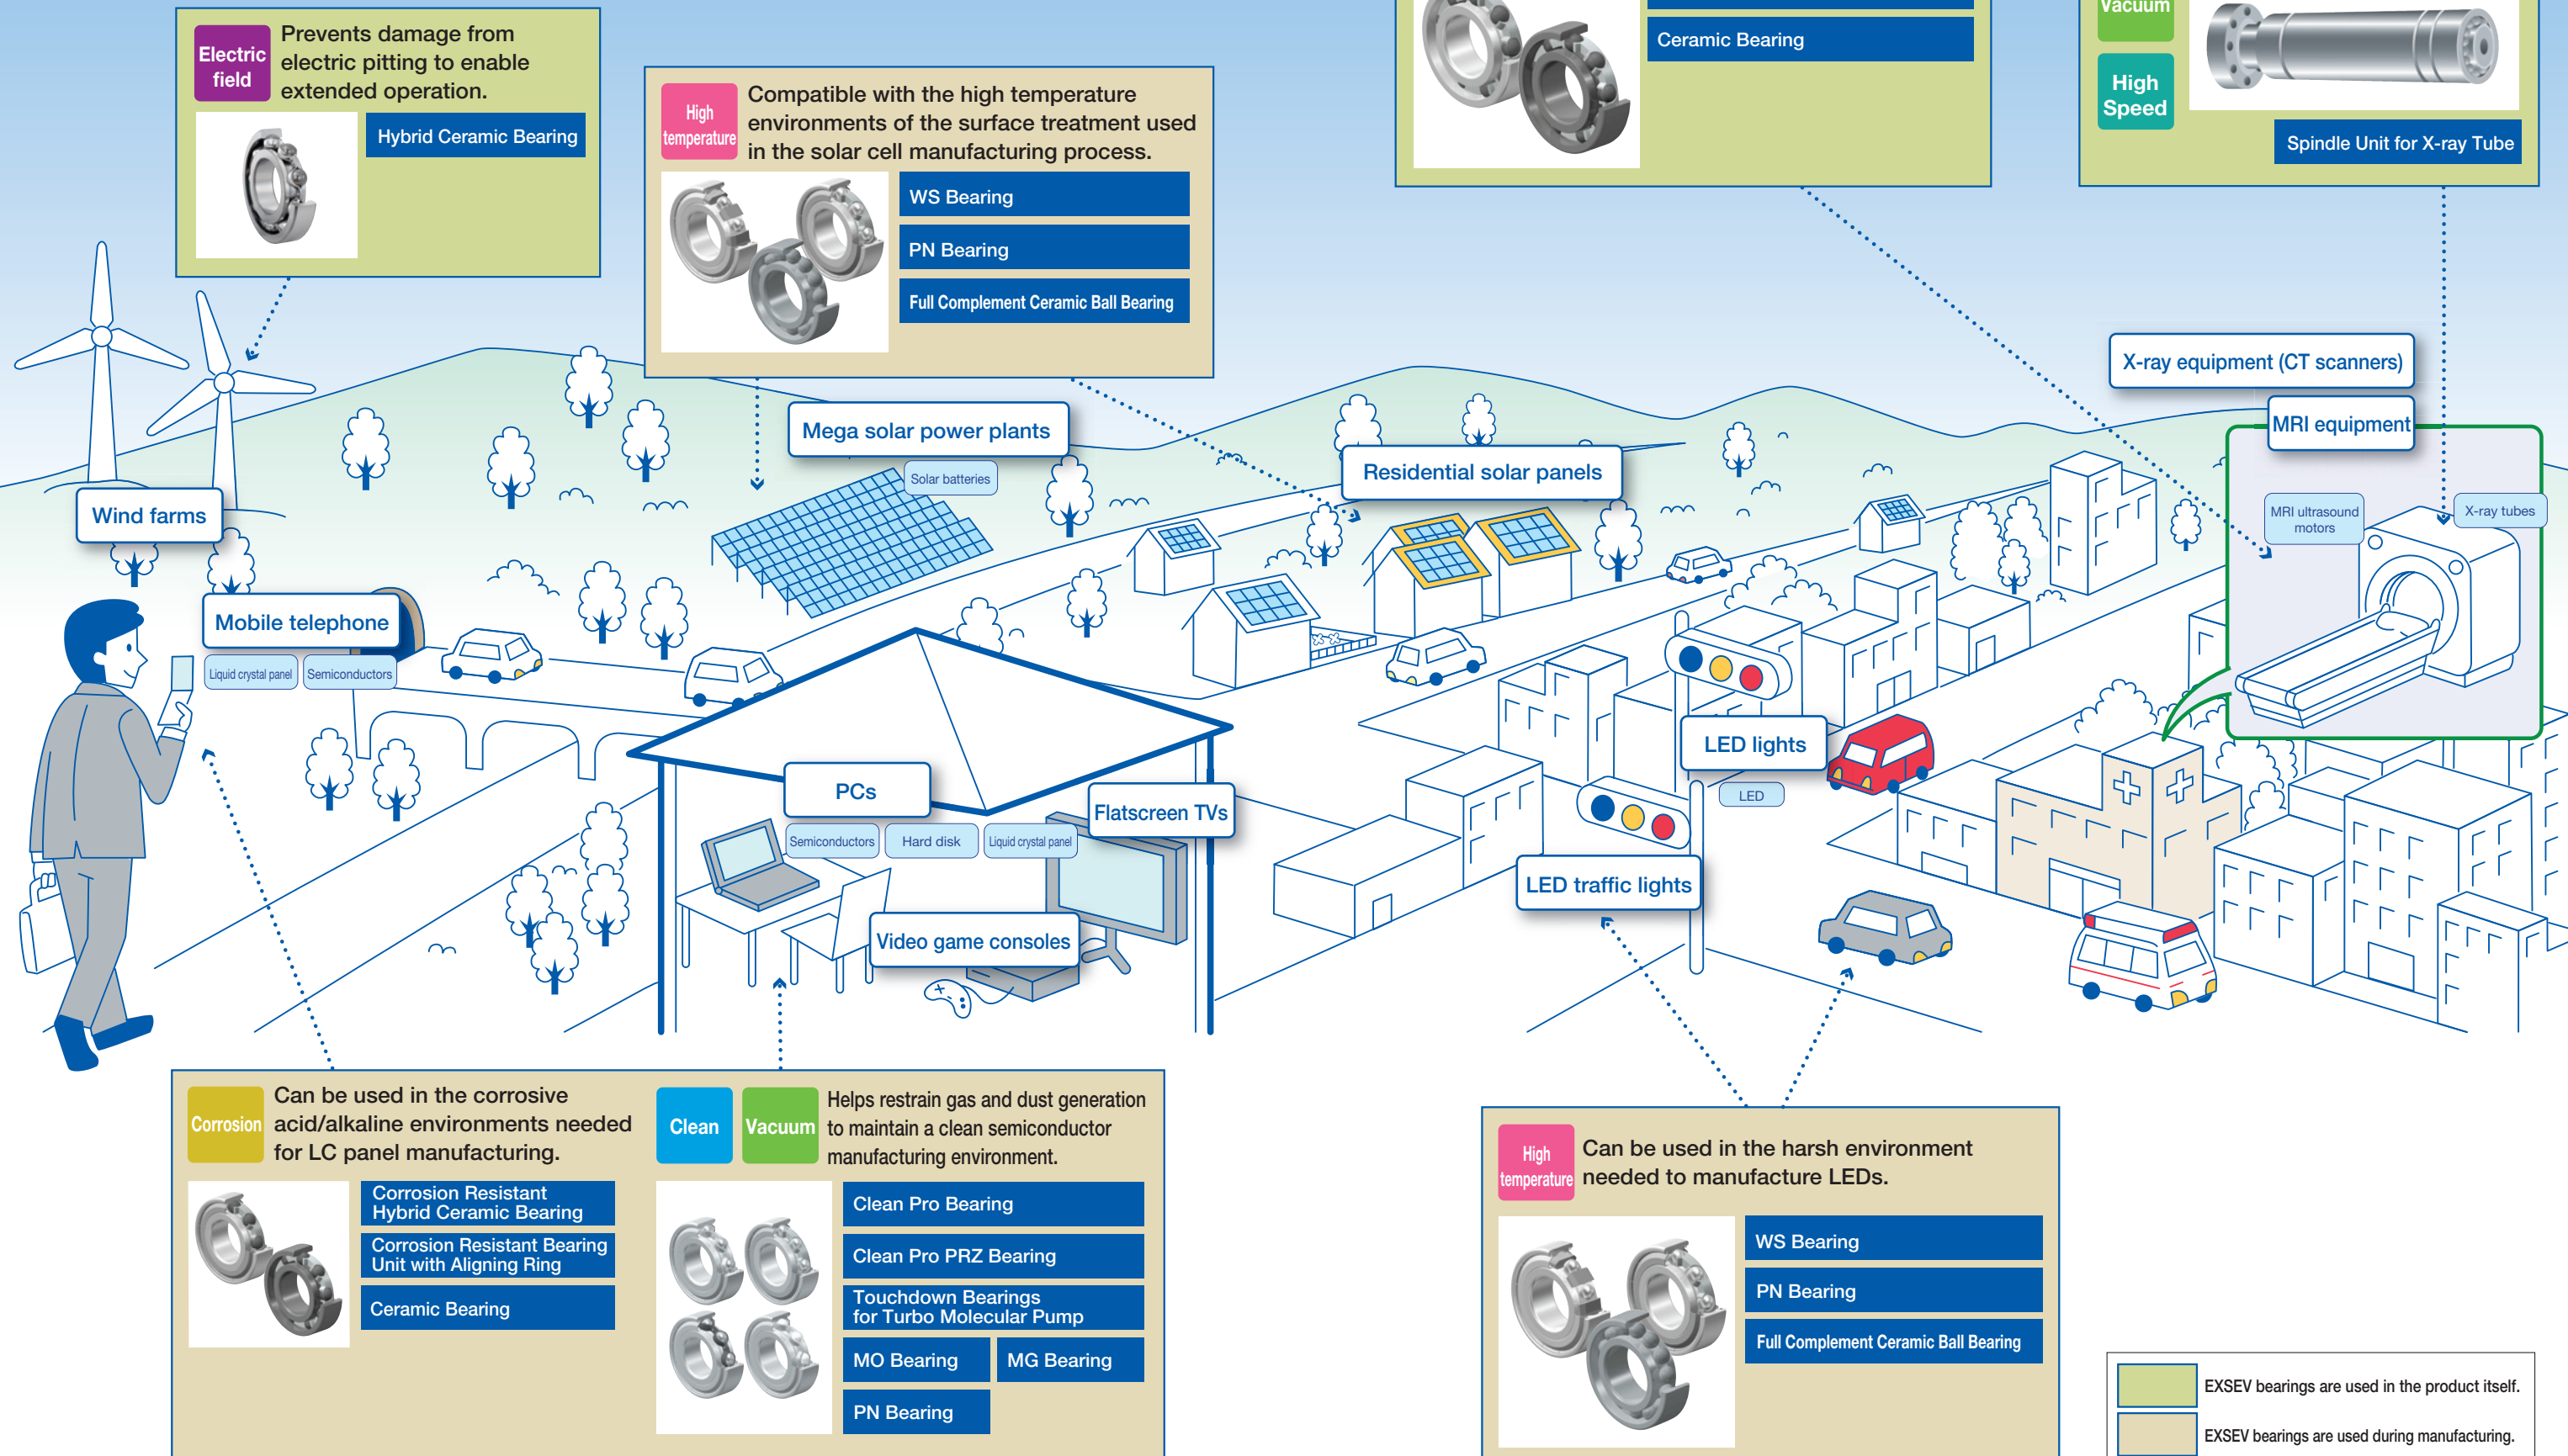 Electric
field
Prevents damage from
electric pitting to enable
extended operation.
Hybrid Ceramic Bearing
High
temperature
Compatible with the high temperature
environments of the surface treatment used
in the solar cell manufacturing process.
WS Bearing
PN Bearing
Full Complement Ceramic Ball Bearing
Ceramic Bearing
Vacuum
High
Speed
Spindle Unit for X-ray Tube
X-ray equipment (CT scanners)
MRI equipment
MRI ultrasound
motors
X-ray tubes
Mega solar power plants
Solar batteries
Residential solar panels
Wind farms
Mobile telephone
Liquid crystal panel
Semiconductors
LED lights
LED
PCs
Semiconductors
Hard disk
Liquid crystal panel
Flatscreen TVs
LED traffic lights
Video game consoles
Corrosion
Can be used in the corrosive
acid/alkaline environments needed
for LC panel manufacturing.
Corrosion Resistant
Hybrid Ceramic Bearing
Corrosion Resistant Bearing
Unit with Aligning Ring
Ceramic Bearing
Clean
Vacuum
Helps restrain gas and dust generation
to maintain a clean semiconductor
manufacturing environment.
Clean Pro Bearing
Clean Pro PRZ Bearing
Touchdown Bearings
for Turbo Molecular Pump
MO Bearing
MG Bearing
PN Bearing
High
temperature
Can be used in the harsh environment
needed to manufacture LEDs.
WS Bearing
PN Bearing
Full Complement Ceramic Ball Bearing
EXSEV bearings are used in the product itself.
EXSEV bearings are used during manufacturing.